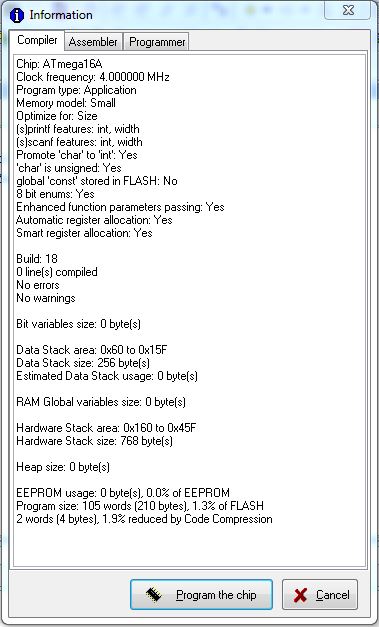 Information
Compiler Assembler Programmer
Chip: ATmega16A
Clock frequency: 4.000000 MHz
Program type: Application
Memory model: Small
Optimize for: Size
(s)printf features: int, width
(s)scanf features: int, width
Promote 'char' to 'int': Yes
'char' is unsigned: Yes
global 'const' stored in FLASH: No
8 bit enums: Yes
Enhanced function parameters passing: Yes
Automatic register allocation: Yes
Smart register allocation: Yes
Build: 18
0 line(s) compiled
No errors
No warnings
Bit variables size: 0 byte(s)
Data Stack area: 0x60 to 0x15F
Data Stack size: 256 byte(s)
Estimated Data Stack usage: 0 byte(s)
RAM Global variables size: 0 byte(s)
Hardware Stack area: 0x160 to 0x45F
Hardware Stack size: 768 byte(s)
Heap size: 0 byte(s)
EEPROM usage: 0 byte(s), 0.0% of EEPROM
Program size: 105 words (210 bytes), 1.3% of FLASH
2 words (4 bytes), 1.9% reduced by Code Compression
Program the chip Cancel